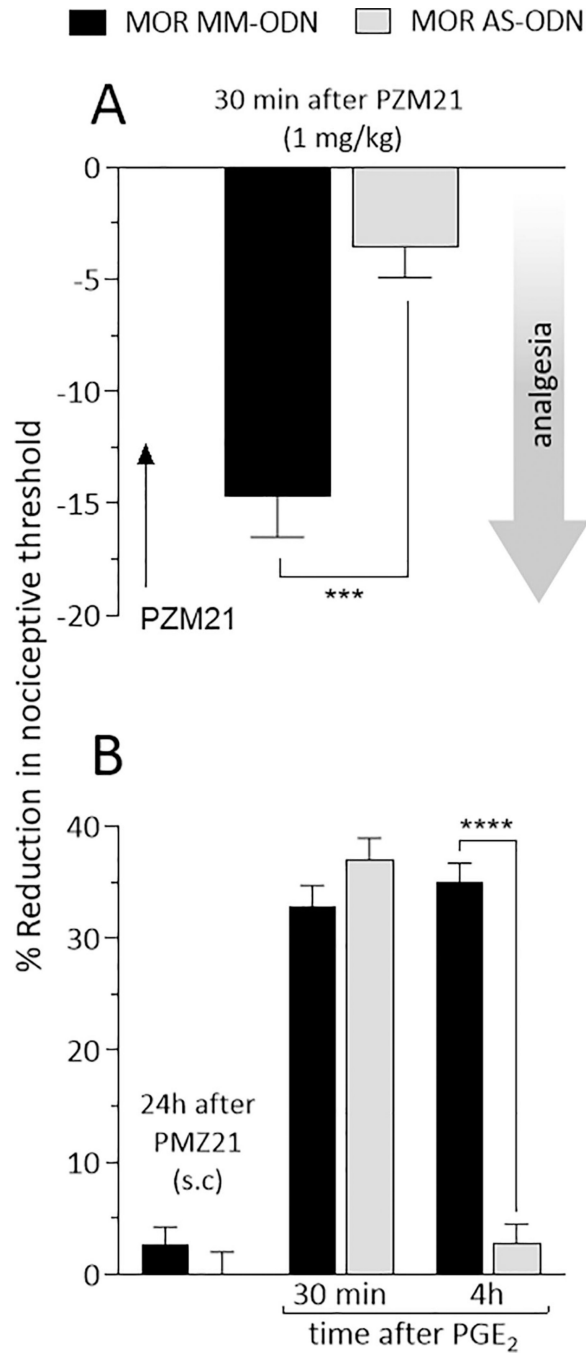 MOR MM-ODN MOR AS-ODN
A
30 min after PZM21
(1 mg/kg)
0
-5
-10
-15
-20
PZM21
***
analgesia
% Reduction in nociceptive threshold
B
40
30
20
10
0
****
24h after
PMZ21
(s.c)
30 min 4h
time after PGE₂